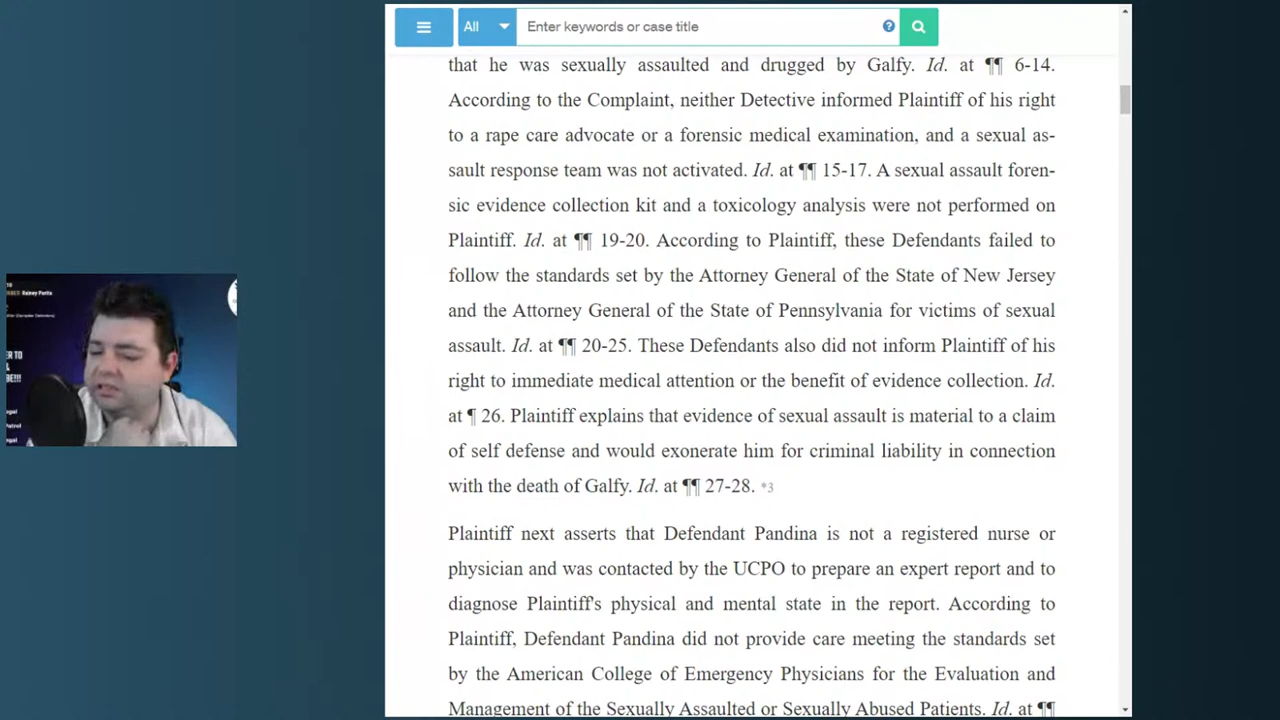 All
Enter keywords or case title
that he was sexually assaulted and drugged by Galfy. Id. at ¶¶ 6-14.
According to the Complaint, neither Detective informed Plaintiff of his right
to a rape care advocate or a forensic medical examination, and a sexual as-
sault response team was not activated. Id. at ¶¶ 15-17. A sexual assault foren-
sic evidence collection kit and a toxicology analysis were not performed on
Plaintiff. Id. at ¶¶ 19-20. According to Plaintiff, these Defendants failed to
follow the standards set by the Attorney General of the State of New Jersey
and the Attorney General of the State of Pennsylvania for victims of sexual
assault. Id. at ¶¶ 20-25. These Defendants also did not inform Plaintiff of his
right to immediate medical attention or the benefit of evidence collection. Id.
at ¶ 26. Plaintiff explains that evidence of sexual assault is material to a claim
of self defense and would exonerate him for criminal liability in connection
with the death of Galfy. Id. at ¶¶ 27-28. *3
Plaintiff next asserts that Defendant Pandina is not a registered nurse or
physician and was contacted by the UCPO to prepare an expert report and to
diagnose Plaintiff's physical and mental state in the report. According to
Plaintiff, Defendant Pandina did not provide care meeting the standards set
by the American College of Emergency Physicians for the Evaluation and
Management of the Sexually Assaulted or Sexually Abused Patients. Id. at ¶¶